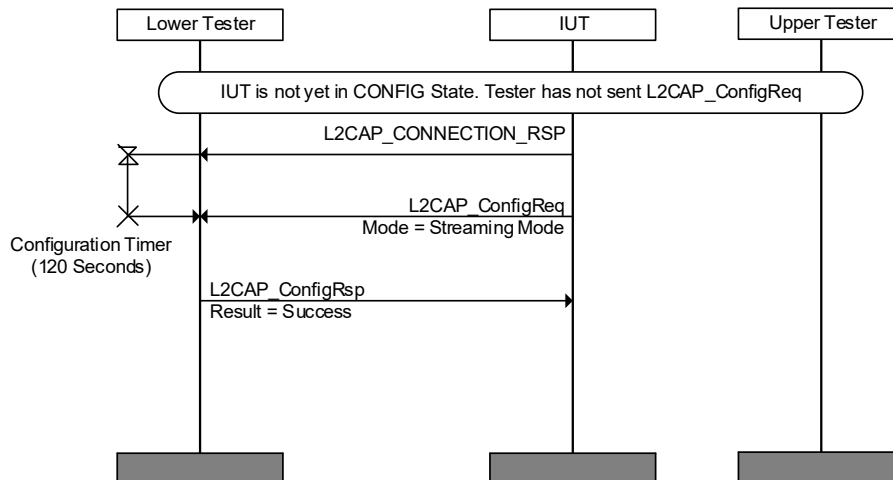 Lower Tester
IUT
Upper Tester
IUT is not yet in CONFIG State. Tester has not sent L2CAP_ConfigReq
L2CAP_CONNECTION_RSP
L2CAP_ConfigReq
Mode = Streaming Mode
Configuration Timer
(120 Seconds)
L2CAP_ConfigRsp
Result = Success